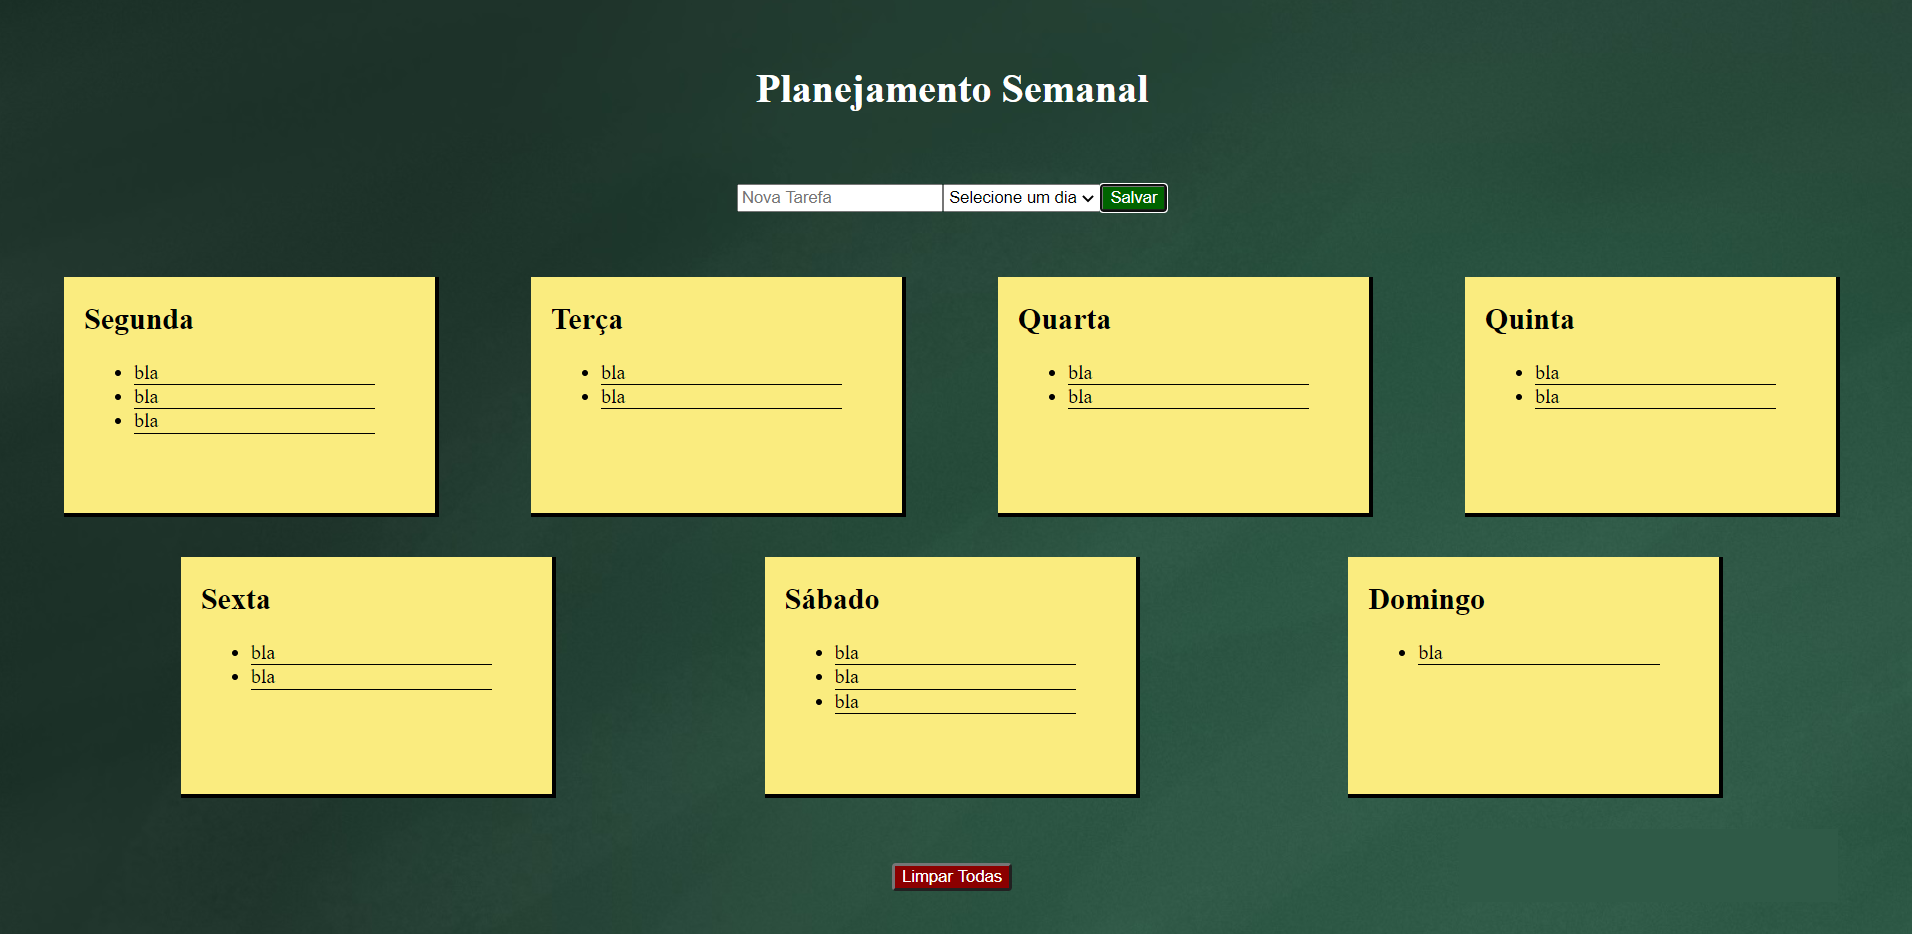 Planejamento Semanal
Nova Tarefa Selecione um dia Salvar
Segunda
bla
bla
bla
Terça
bla
bla
Quarta
bla
bla
Quinta
bla
bla
Sexta
bla
bla
Sábado
bla
bla
bla
Domingo
bla
Limpar Todas